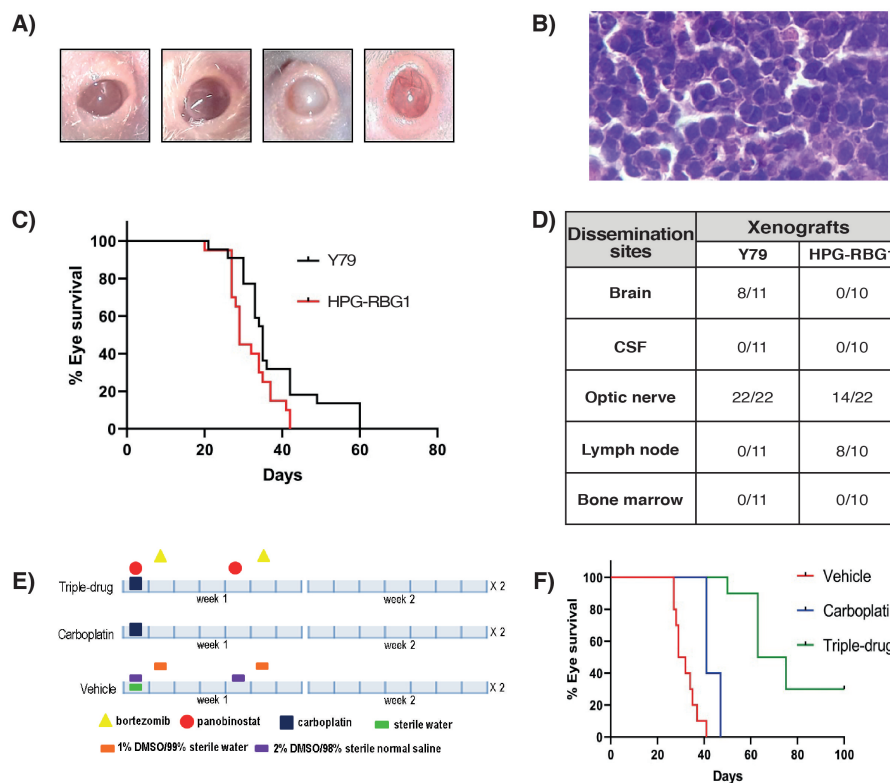 A)
B)
C)
100
80
60
40
20
0
% Eye survival
0 20 40 60 80
Days
Y79
HPG-RBG1
D)
Dissemination sites Xenografts
Y79 HPG-RBG1
Brain 8/11 0/10
CSF 0/11 0/10
Optic nerve 22/22 14/22
Lymph node 0/11 8/10
Bone marrow 0/11 0/10
E)
Triple-drug X 2
week 1 week 2
Carboplatin X 2
week 1 week 2
Vehicle X 2
week 1 week 2
bortezomib panobinostat carboplatin sterile water
1% DMSO/99% sterile water 2% DMSO/98% sterile normal saline
F)
100
80
60
40
20
0
% Eye survival
0 20 40 60 80 100
Days
Vehicle
Carboplati
Triple-drug